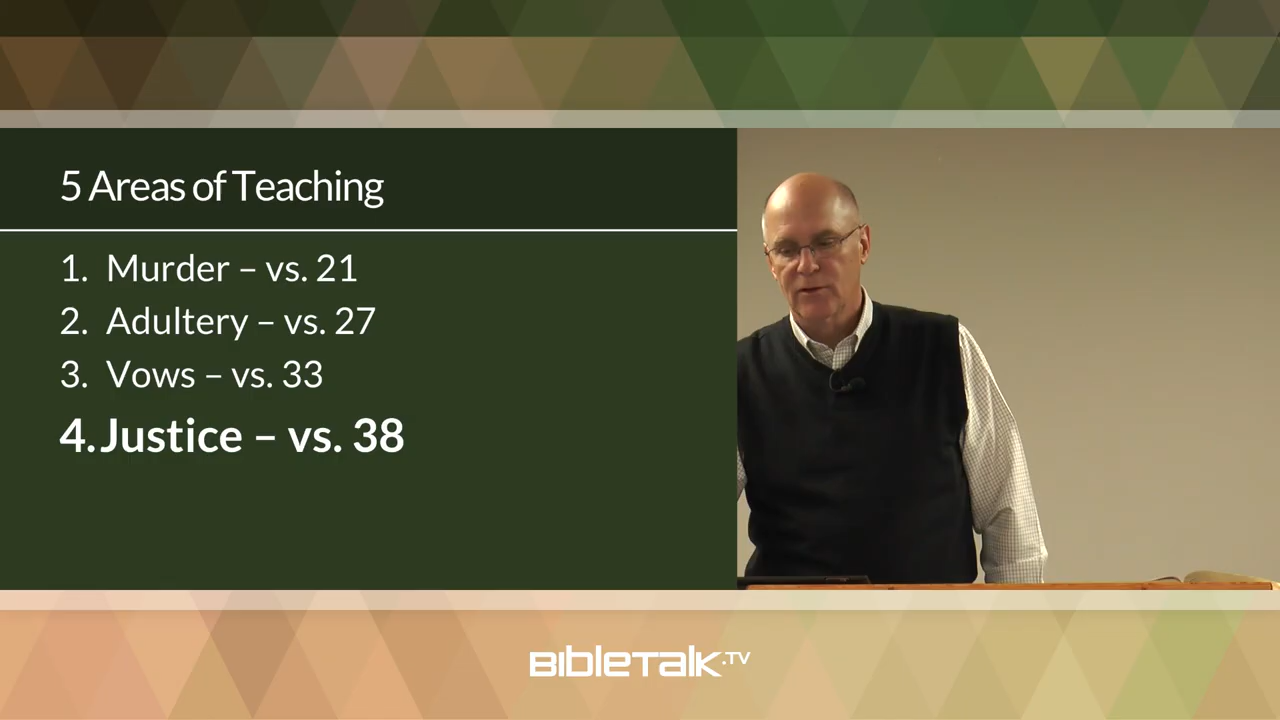 5 Areas of Teaching
1. Murder – vs. 21
2. Adultery – vs. 27
3. Vows – vs. 33
4. Justice – vs. 38
BIBLETALK.TV